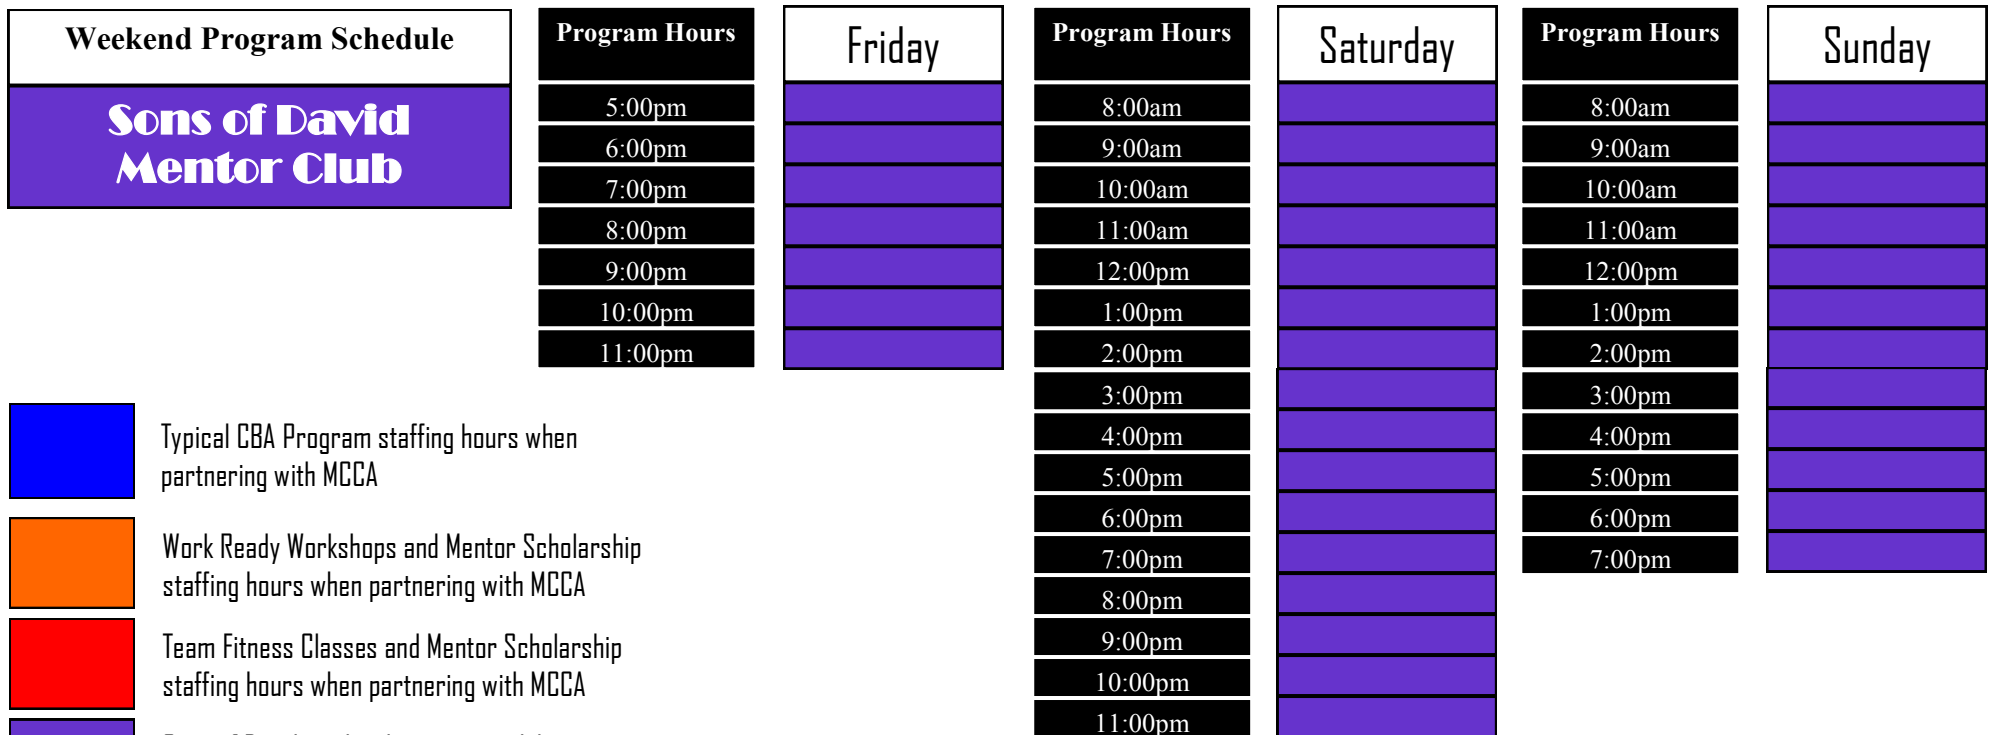 Weekend Program Schedule
Sons of David
Mentor Club
Program Hours
5:00pm
6:00pm
7:00pm
8:00pm
9:00pm
10:00pm
11:00pm
Friday
Program Hours
8:00am
9:00am
10:00am
11:00am
12:00pm
1:00pm
2:00pm
3:00pm
4:00pm
5:00pm
6:00pm
7:00pm
8:00pm
9:00pm
10:00pm
11:00pm
Saturday
Program Hours
8:00am
9:00am
10:00am
11:00am
12:00pm
1:00pm
2:00pm
3:00pm
4:00pm
5:00pm
6:00pm
7:00pm
Sunday
Typical CBA Program staffing hours when
partnering with MCCA
Work Ready Workshops and Mentor Scholarship
staffing hours when partnering with MCCA
Team Fitness Classes and Mentor Scholarship
staffing hours when partnering with MCCA